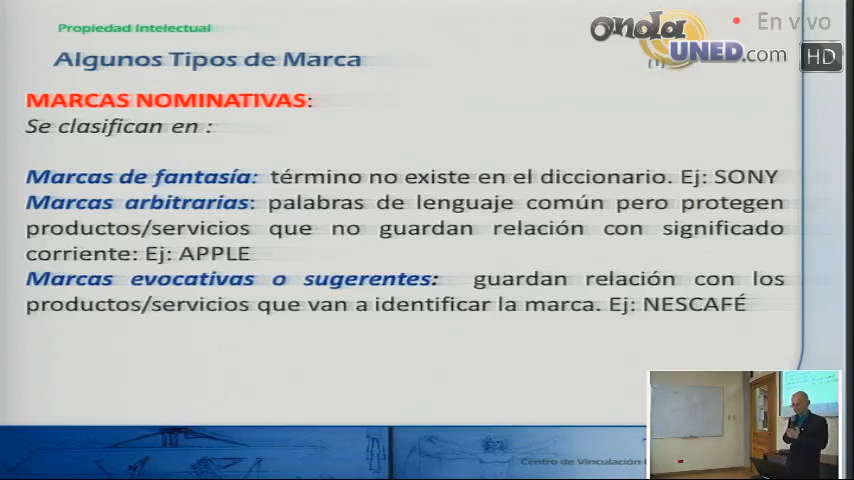 Propiedad Intelectual
onda
UNED.com
En vivo
HD
Algunos Tipos de Marca
(1)
MARCAS NOMINATIVAS:
Se clasifican en :
Marcas de fantasía: término no existe en el diccionario. Ej: SONY
Marcas arbitrarias: palabras de lenguaje común pero protegen
productos/servicios que no guardan relación con significado
corriente: Ej: APPLE
Marcas evocativas o sugerentes: guardan relación con los
productos/servicios que van a identificar la marca. Ej: NESCAFÉ
Centro de Vinculación